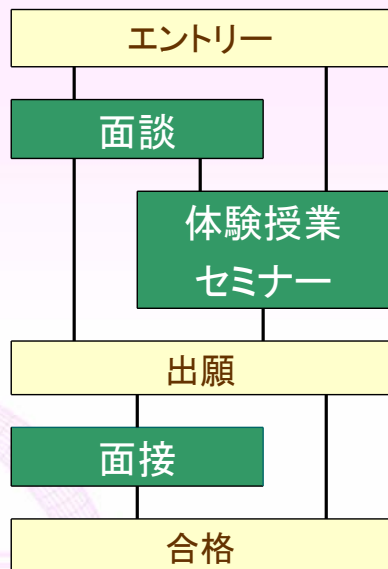 エントリー
面談
体験授業
セミナー
出願
面接
合格